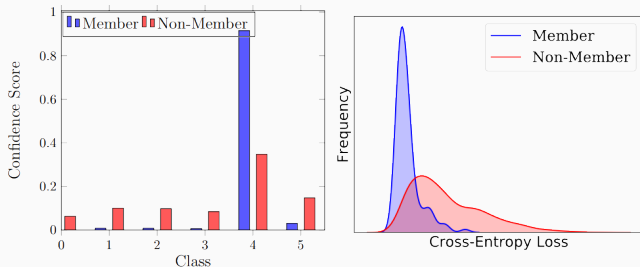 Member Non-Member
Confidence Score
1
0.8
0.6
0.4
0.2
0
0 1 2 3 4 5
Class
Member
Non-Member
Frequency
Cross-Entropy Loss